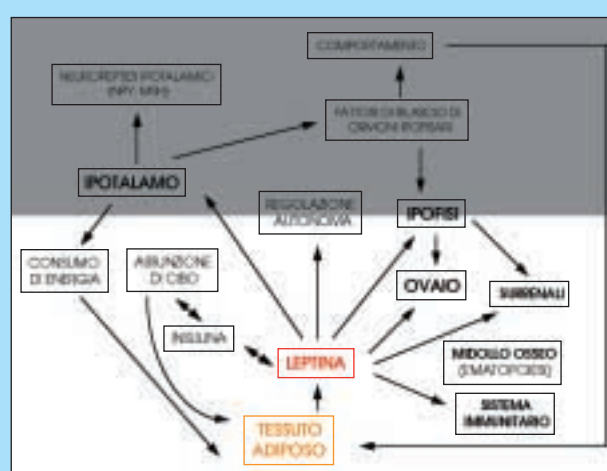 COMPORTAMENTO
NEUROPEPTIDI IPOTALAMICI
(NPY, MSH)
FATTORI DI RILASCIO DI
ORMONI IPOFISARI
IPOTALAMO
REGOLAZIONE
AUTONOMA
IPOFISI
CONSUMO
DI ENERGIA
ASSUNZIONE
DI CIBO
OVAIO
SURRENALI
INSULINA
LEPTINA
MIDOLLO OSSEO
(EMATOPOIESI)
SISTEMA
IMMUNITARIO
TESSUTO
ADIPOSO